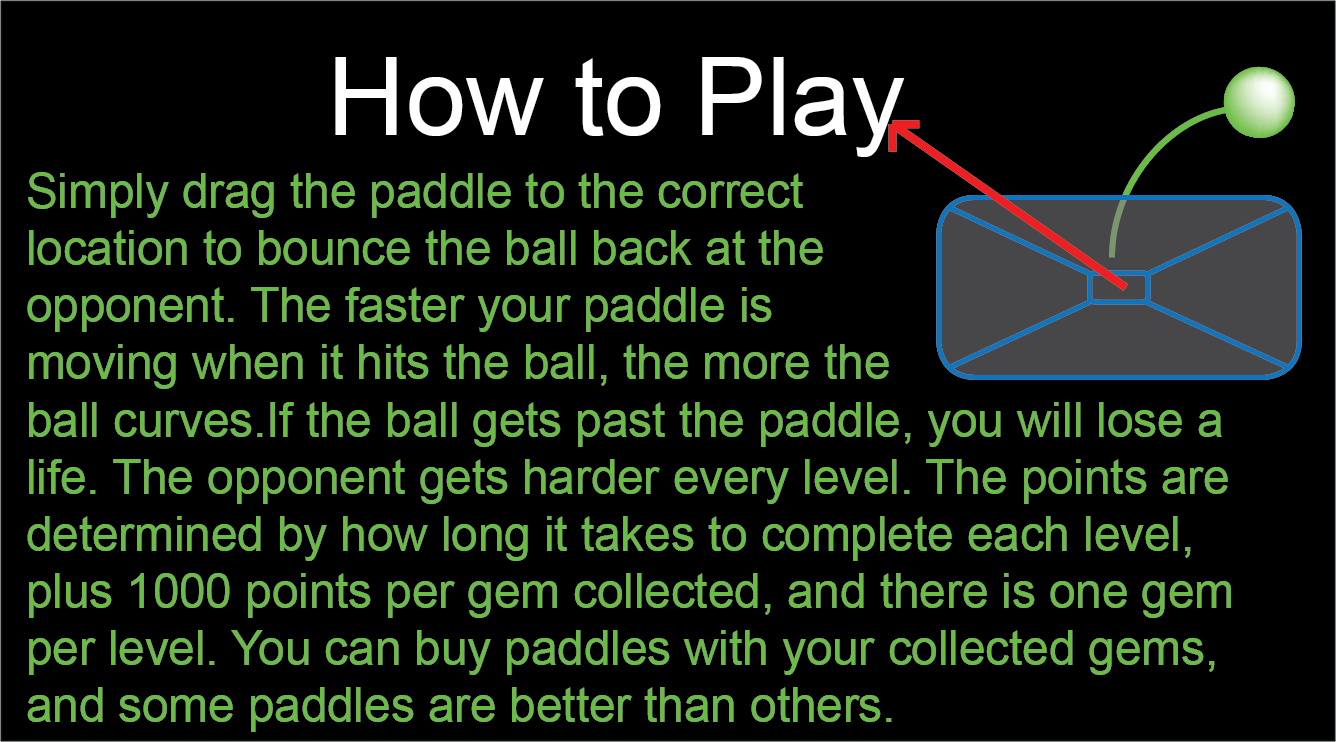 How to Play
Simply drag the paddle to the correct
location to bounce the ball back at the
opponent. The faster your paddle is
moving when it hits the ball, the more the
ball curves.If the ball gets past the paddle, you will lose a
life. The opponent gets harder every level. The points are
determined by how long it takes to complete each level,
plus 1000 points per gem collected, and there is one gem
per level. You can buy paddles with your collected gems,
and some paddles are better than others.